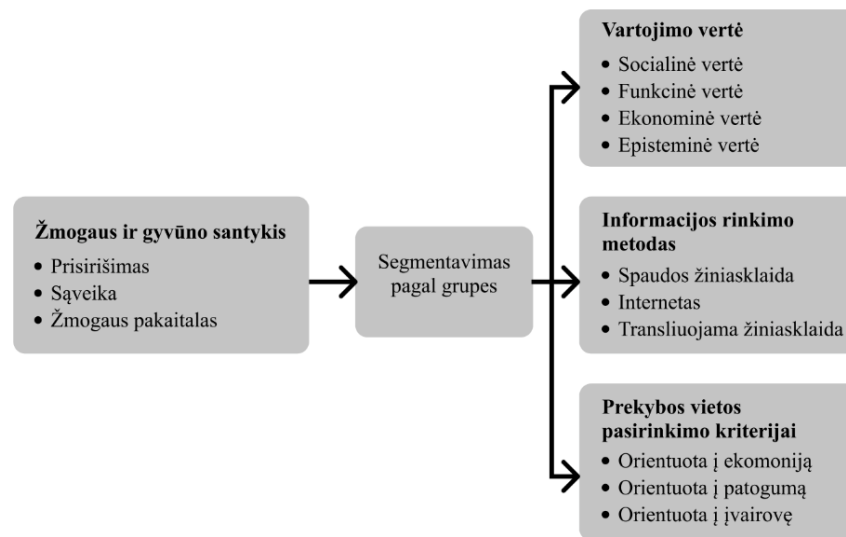 Žmogaus ir gyvūno santykis
• Prisirišimas
• Sąveika
• Žmogaus pakaitalas
Segmentavimas
pagal grupes
Vartojimo vertė
• Socialinė vertė
• Funkcinė vertė
• Ekonominė vertė
• Episteminė vertė
Informacijos rinkimo
metodas
• Spaudos žiniasklaida
• Internetas
• Transliuojama žiniasklaida
Prekybos vietos
pasirinkimo kriterijai
• Orientuota į ekomoniją
• Orientuota į patogumą
• Orientuota į įvairovę